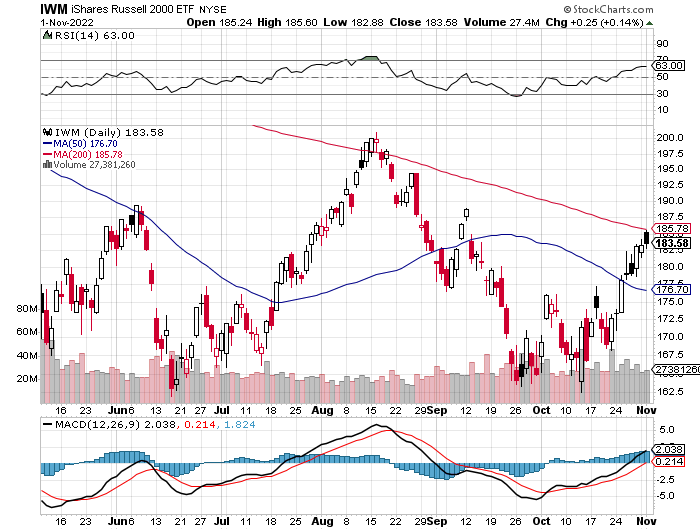 IWM iShares Russell 2000 ETF NYSE
© StockCharts.com
1-Nov-2022
Open 185.24 High 185.60 Low 182.88 Close 183.58 Volume 27.4M Chg +0.25 (+0.14%)
RSI(14) 63.00
90
70
63.00
50
30
10
IWM (Daily) 183.58
MA(50) 176.70
MA(200) 185.78
Volume 27,381,260
200.0
197.5
195.0
192.5
190.0
187.5
185.78
185.0
183.58
180.0
177.5
176.70
175.0
172.5
170.0
167.5
165.0
27381260
162.5
80M
60M
40M
20M
16 23 Jun 6 13 21 27 Jul 11 18 25 Aug 8 15 22 29 Sep 12 19 26 Oct 10 17 24 Nov
MACD(12,26,9) 2.038, 0.214, 1.824
5.0
2.038
0.214
-2.5
-5.0
16 23 Jun 6 13 21 27 Jul 11 18 25 Aug 8 15 22 29 Sep 12 19 26 Oct 10 17 24 Nov